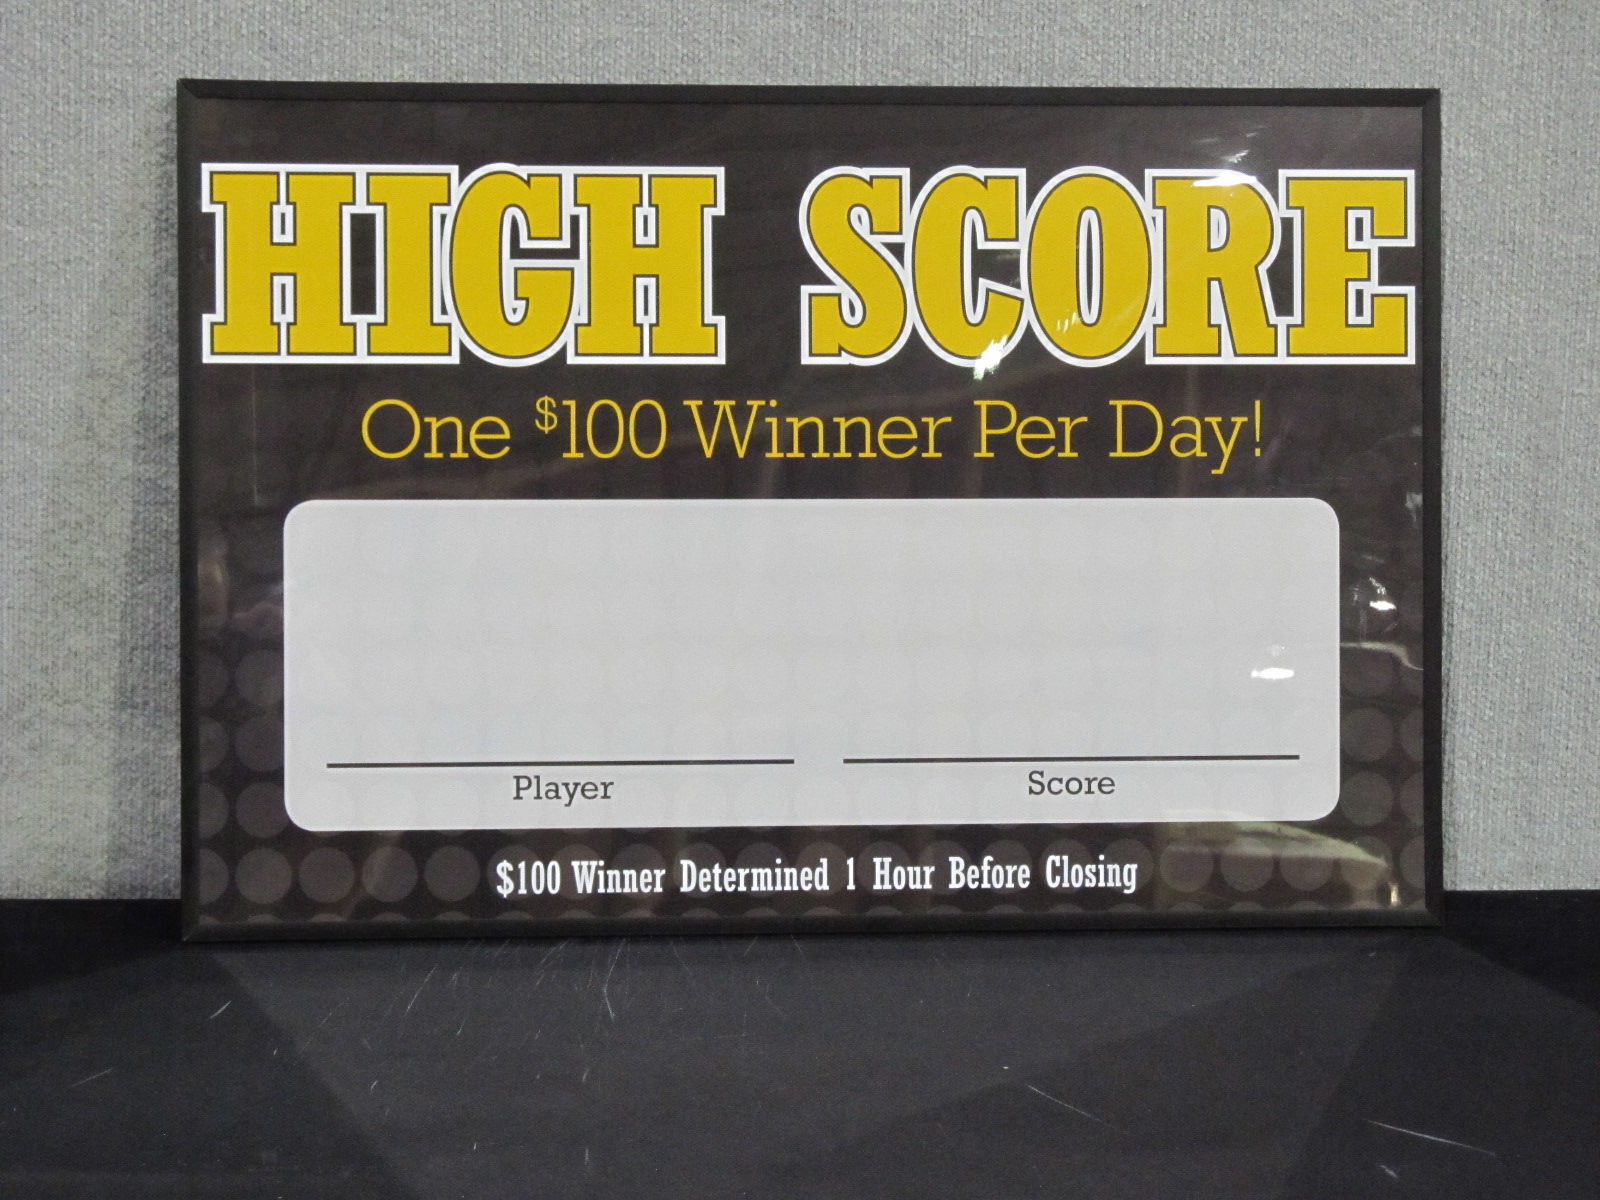 HIGH SCORE
One $100 Winner Per Day!
Player Score
$100 Winner Determined 1 Hour Before Closing